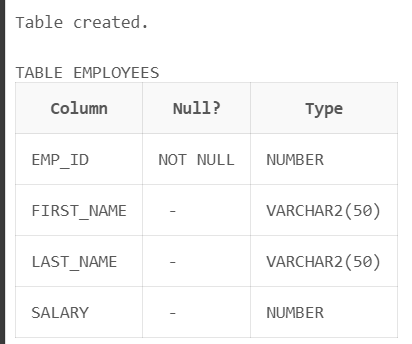 Table created.
TABLE EMPLOYEES
Column Null? Type
EMP_ID NOT NULL NUMBER
FIRST_NAME - VARCHAR2(50)
LAST_NAME - VARCHAR2(50)
SALARY - NUMBER